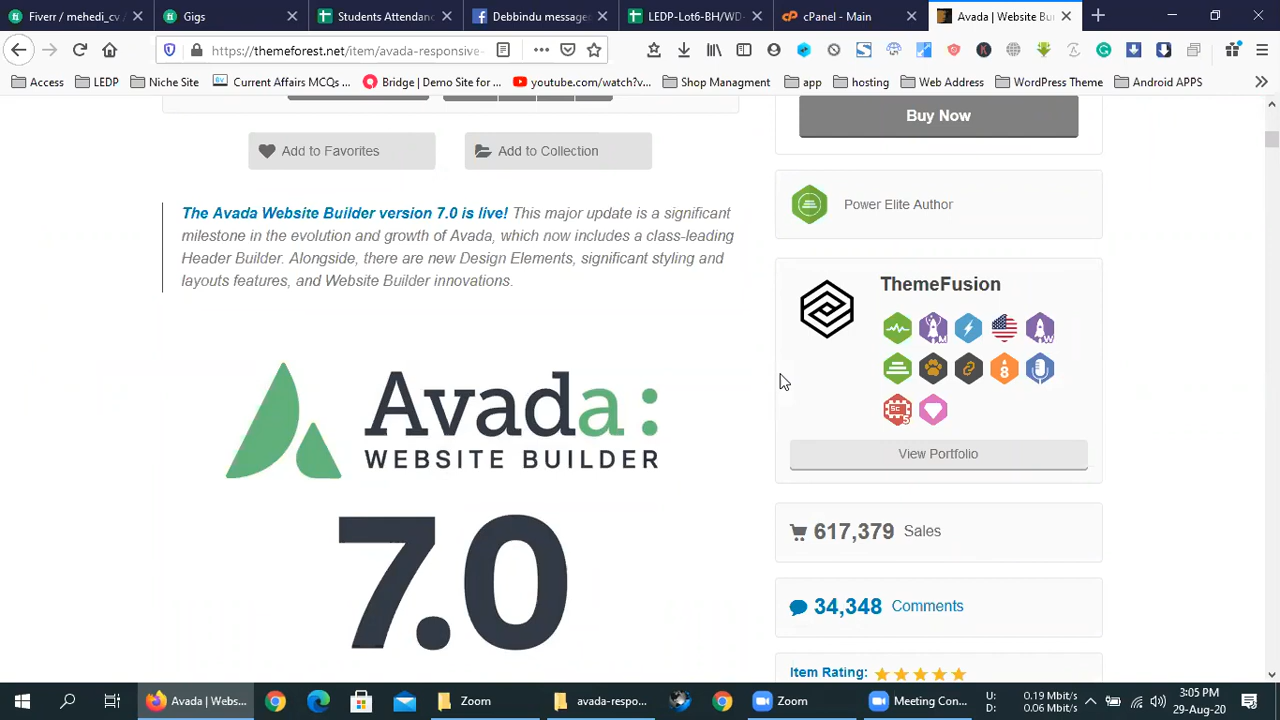 Fiverr / mehedi_cv
Gigs
Students Attendanc
Debbindu message
LEDP-Lot6-BH/WD-
cPanel - Main
Avada | Website Bu
https://themeforest.net/item/avada-responsive-
Access
LEDP
Niche Site
Current Affairs MCQs ...
Bridge | Demo Site for ...
youtube.com/watch?v...
Shop Managment
app
hosting
Web Address
WordPress Theme
Android APPS
Buy Now
Add to Favorites
Add to Collection
Power Elite Author
The Avada Website Builder version 7.0 is live! This major update is a significant
milestone in the evolution and growth of Avada, which now includes a class-leading
Header Builder. Alongside, there are new Design Elements, significant styling and
layouts features, and Website Builder innovations.
ThemeFusion
View Portfolio
Avada:
WEBSITE BUILDER
7.0
617,379 Sales
34,348 Comments
Item Rating:
Avada | Webs...
Zoom
avada-respo...
Zoom
Meeting Con...
U: 0.19 Mbit/s
D: 0.06 Mbit/s
3:05 PM
29-Aug-20